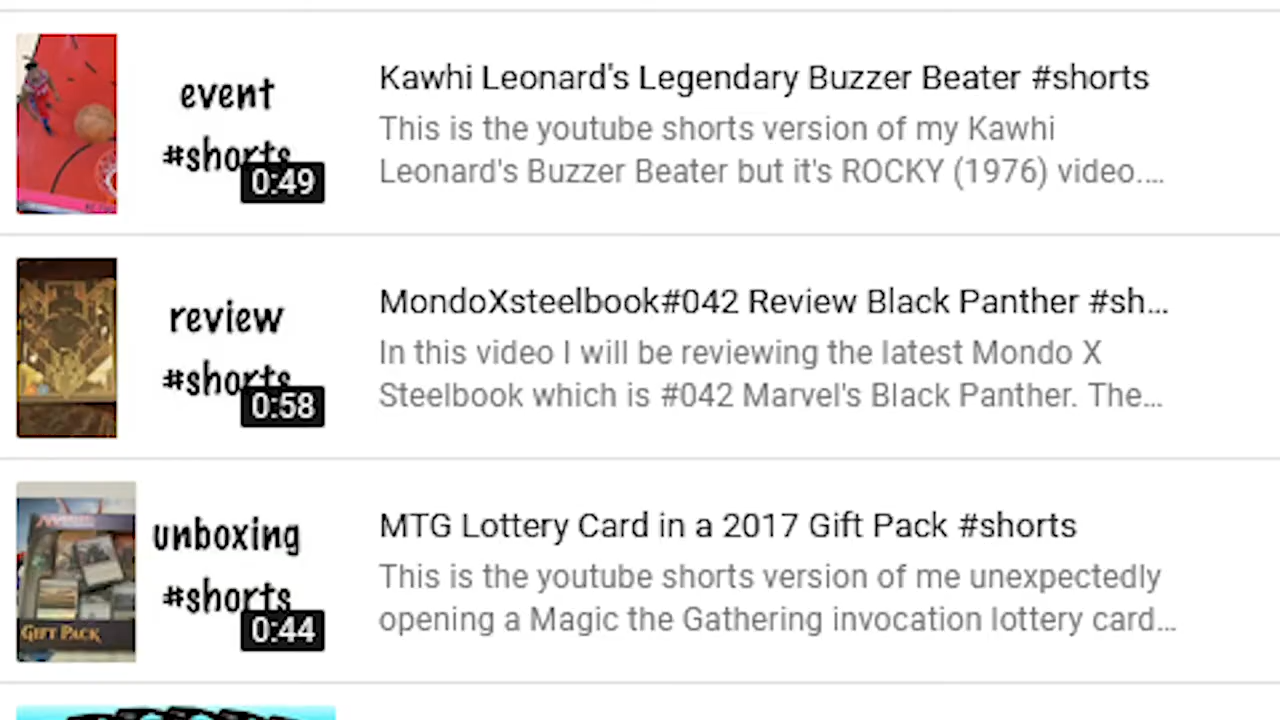 event
#shorts
0:49
Kawhi Leonard's Legendary Buzzer Beater #shorts
This is the youtube shorts version of my Kawhi
Leonard's Buzzer Beater but it's ROCKY (1976) video....
review
#shorts
0:58
MondoXsteelbook#042 Review Black Panther #sh...
In this video I will be reviewing the latest Mondo X
Steelbook which is #042 Marvel's Black Panther. The...
GIFT PACK
unboxing
#shorts
0:44
MTG Lottery Card in a 2017 Gift Pack #shorts
This is the youtube shorts version of me unexpectedly
opening a Magic the Gathering invocation lottery card...